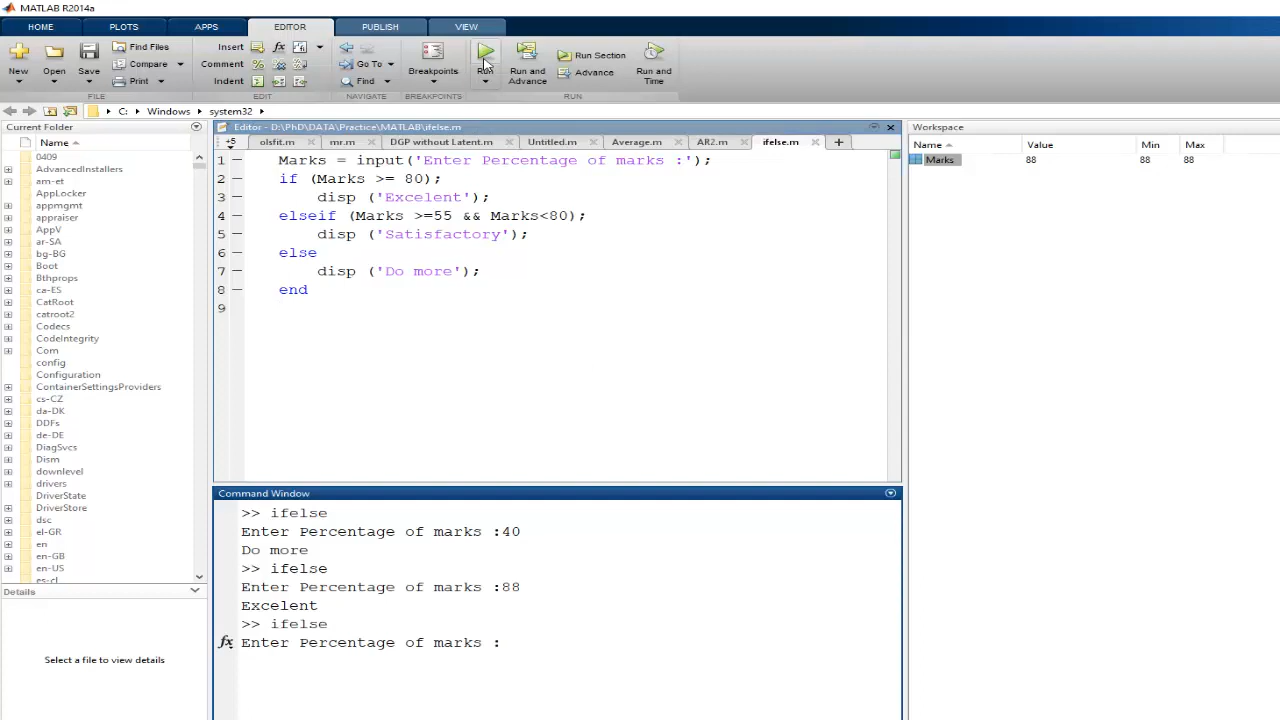 MATLAB R2014a
HOME PLOTS APPS EDITOR PUBLISH VIEW
New Open Save Find Files Compare Print
Insert Comment Indent
Go To Find
Breakpoints
Run Run and Advance Run Section Advance Run and Time
FILE EDIT NAVIGATE BREAKPOINTS RUN
C: Windows system32
Current Folder
Name
0409
AdvancedInstallers
am-et
AppLocker
appmgmt
appraiser
AppV
ar-SA
bg-BG
Boot
Bthprops
ca-ES
CatRoot
catroot2
Codecs
CodeIntegrity
Com
config
Configuration
ContainerSettingsProviders
cs-CZ
da-DK
DDFs
de-DE
DiagSvcs
Dism
downlevel
drivers
DriverState
DriverStore
dsc
el-GR
en
en-GB
en-US
es-cl
Details
Select a file to view details
Editor - D:\PhD\DATA\Practice\MATLAB\ifelse.m
+5 olsfit.m mr.m DGP without Latent.m Untitled.m Average.m AR2.m ifelse.m
1 Marks = input('Enter Percentage of marks :');
2 if (Marks >= 80);
3 disp ('Excelent');
4 elseif (Marks >=55 && Marks<80);
5 disp ('Satisfactory');
6 else
7 disp ('Do more');
8 end
9
Command Window
>> ifelse
Enter Percentage of marks :40
Do more
>> ifelse
Enter Percentage of marks :88
Excelent
>> ifelse
fx Enter Percentage of marks :
Workspace
Name Value Min Max
Marks 88 88 88